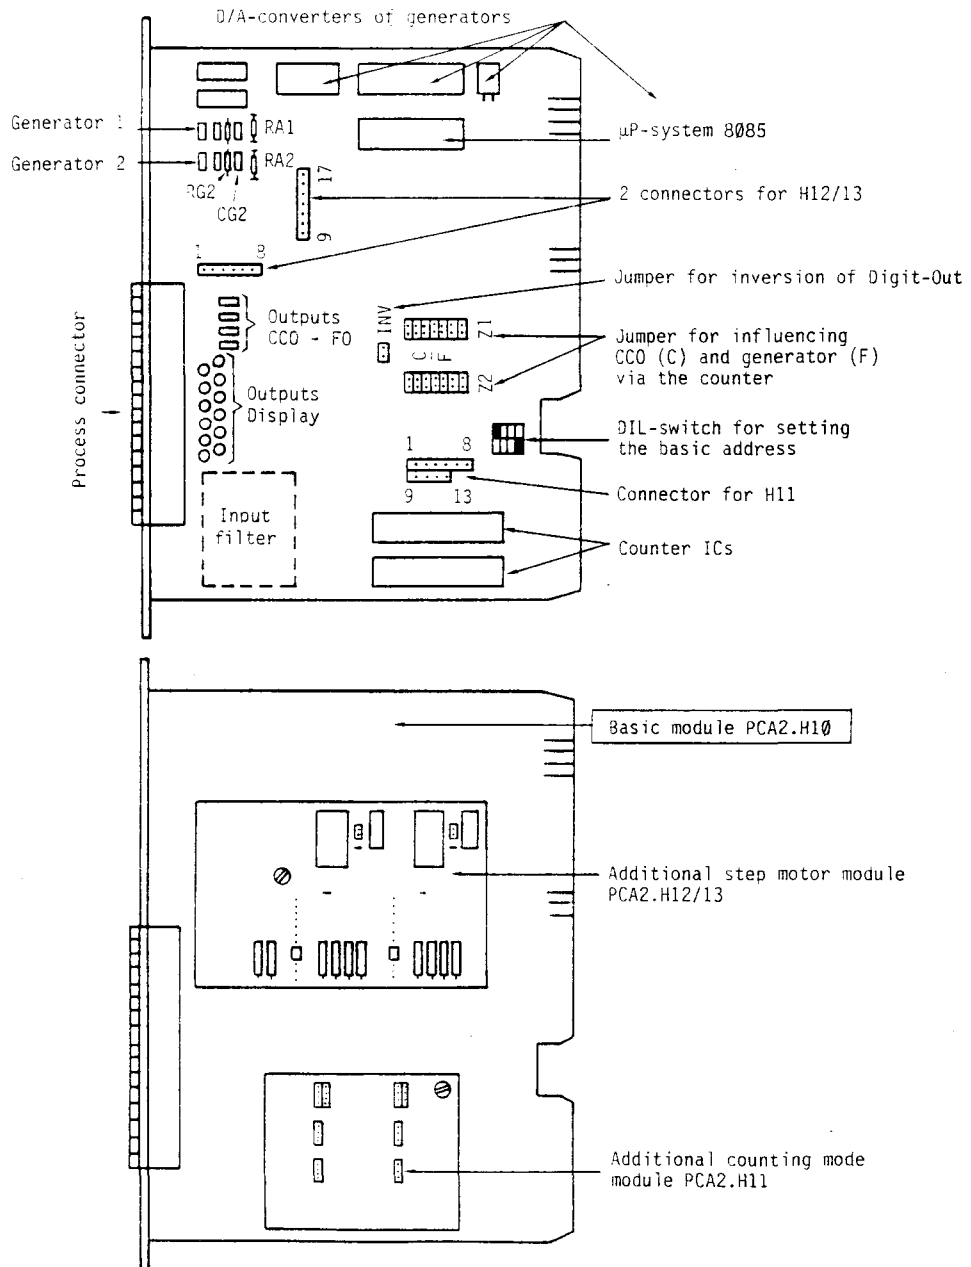 D/A-converters of generators
Generator 1
RA1
µP-system 8085
Generator 2
RA2
RG2
CG2
17
9
2 connectors for H12/13
1 8
Jumper for inversion of Digit-Out
INV
Outputs
CCO - FO
Z1
C
F
Z2
Jumper for influencing
CCO (C) and generator (F)
via the counter
Outputs
Display
Process connector
DIL-switch for setting
the basic address
1 8
9 13
Connector for H11
Input
filter
Counter ICs
Basic module PCA2.H10
Additional step motor module
PCA2.H12/13
Additional counting mode
module PCA2.H11